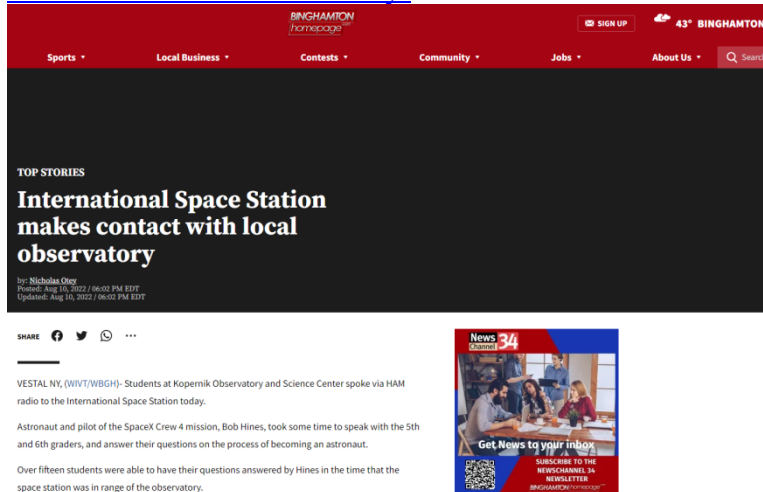 BINGHAMTON
homepage
SIGN UP
43° BINGHAMTON
Sports
Local Business
Contests
Community
Jobs
About Us
Search
TOP STORIES
International Space Station
makes contact with local
observatory
by: Nicholas Otey
Posted: Aug 10, 2022 / 06:02 PM EDT
Updated: Aug 10, 2022 / 06:02 PM EDT
SHARE
VESTAL NY, (WIVT/WBGH)- Students at Kopernik Observatory and Science Center spoke via HAM
radio to the International Space Station today.
Astronaut and pilot of the SpaceX Crew 4 mission, Bob Hines, took some time to speak with the 5th
and 6th graders, and answer their questions on the process of becoming an astronaut.
Over fifteen students were able to have their questions answered by Hines in the time that the
space station was in range of the observatory.
News
Channel 34
Get News to your inbox
SUBSCRIBE TO THE
NEWSCHANNEL 34
NEWSLETTER
BINGHAMTON homepage